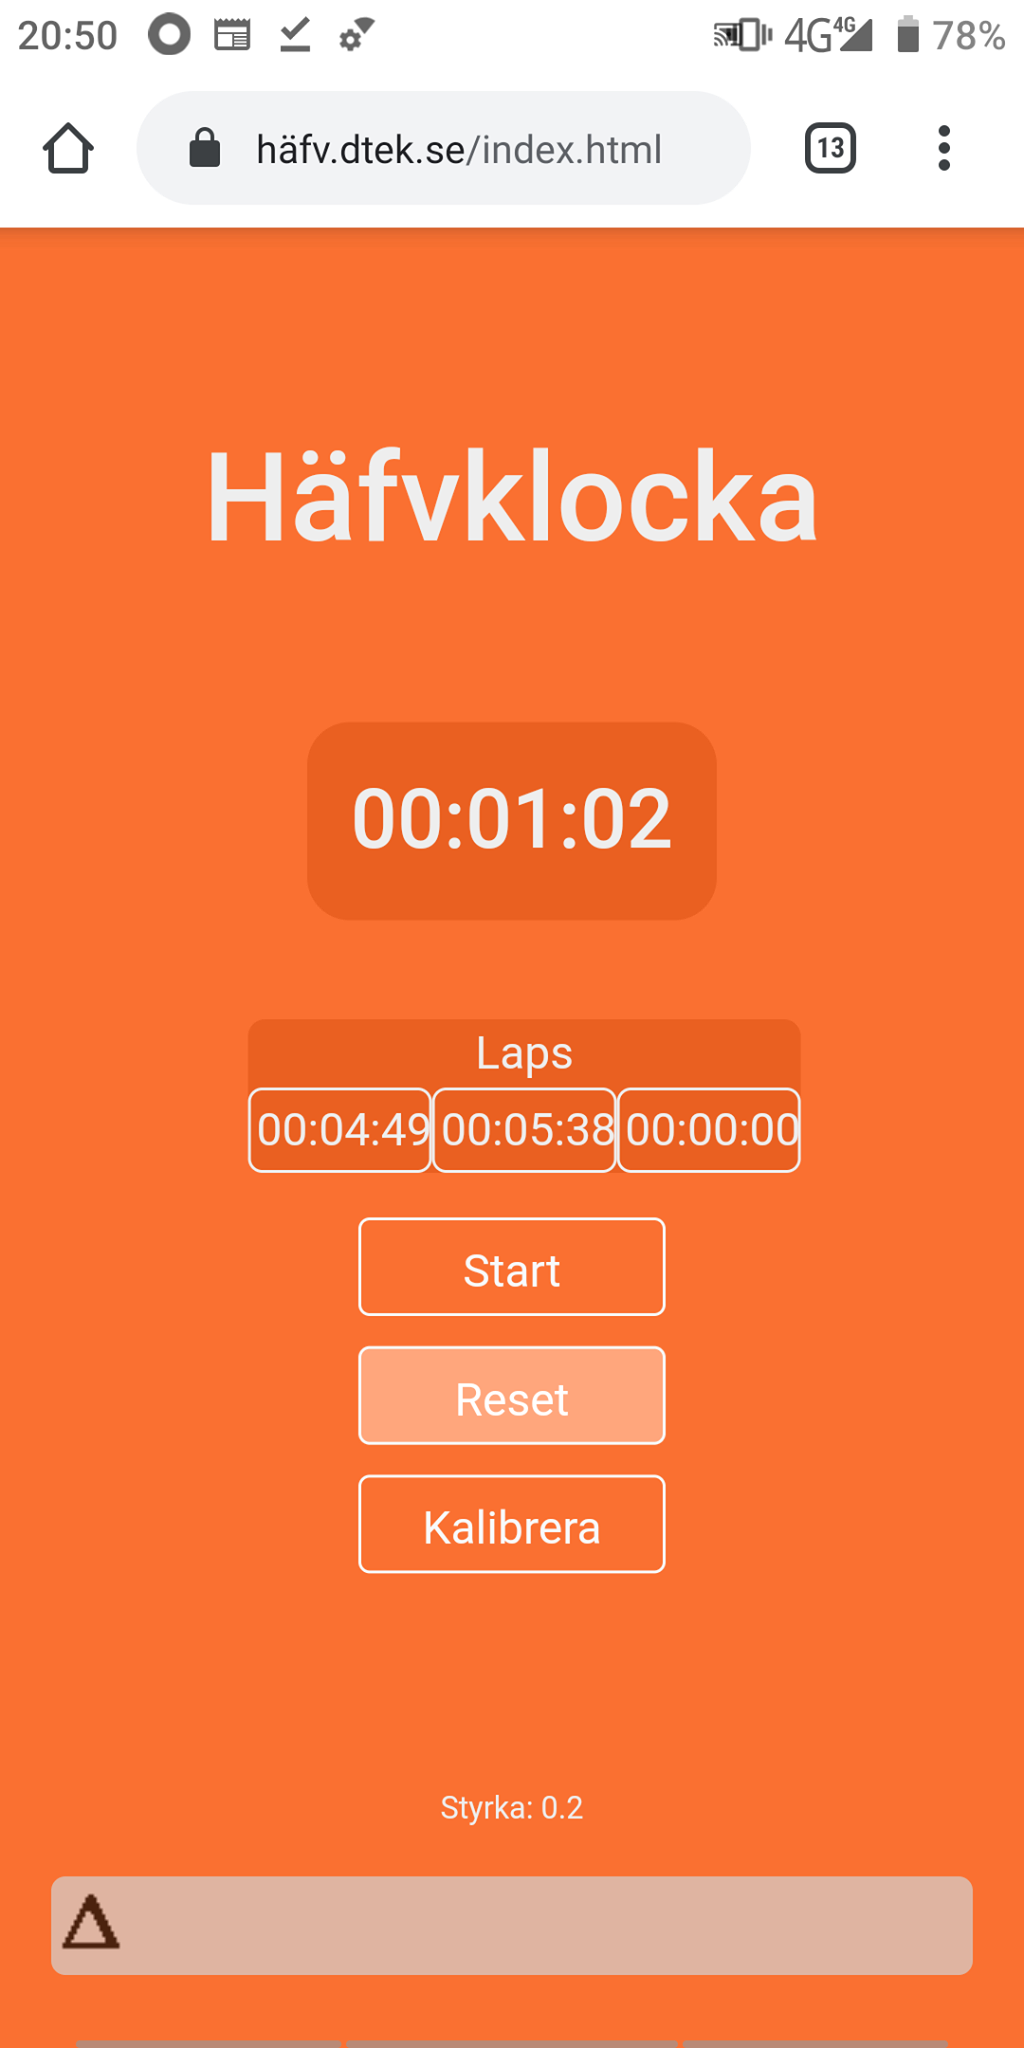 20:50 4G 4G 78%
häfv.dtek.se/index.html 13
Häfvklocka
00:01:02
Laps
00:04:49 00:05:38 00:00:00
Start
Reset
Kalibrera
Styrka: 0.2
Δ